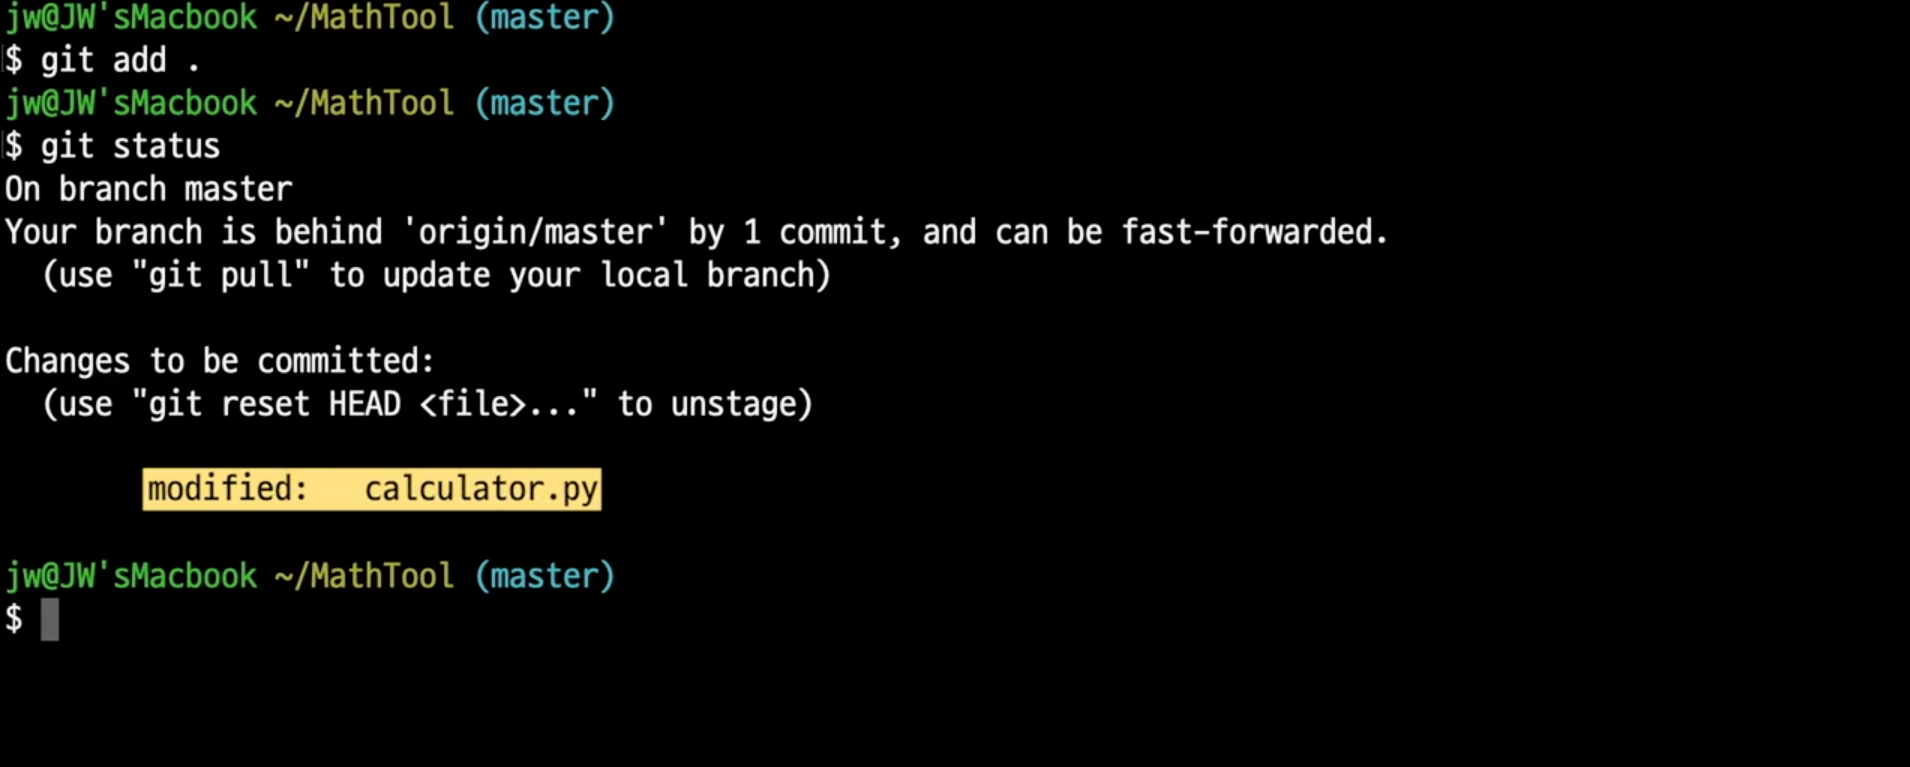 jw@JW'sMacbook ~/MathTool (master)
$ git add .
jw@JW'sMacbook ~/MathTool (master)
$ git status
On branch master
Your branch is behind 'origin/master' by 1 commit, and can be fast-forwarded.
  (use "git pull" to update your local branch)

Changes to be committed:
  (use "git reset HEAD <file>..." to unstage)

        modified:   calculator.py

jw@JW'sMacbook ~/MathTool (master)
$